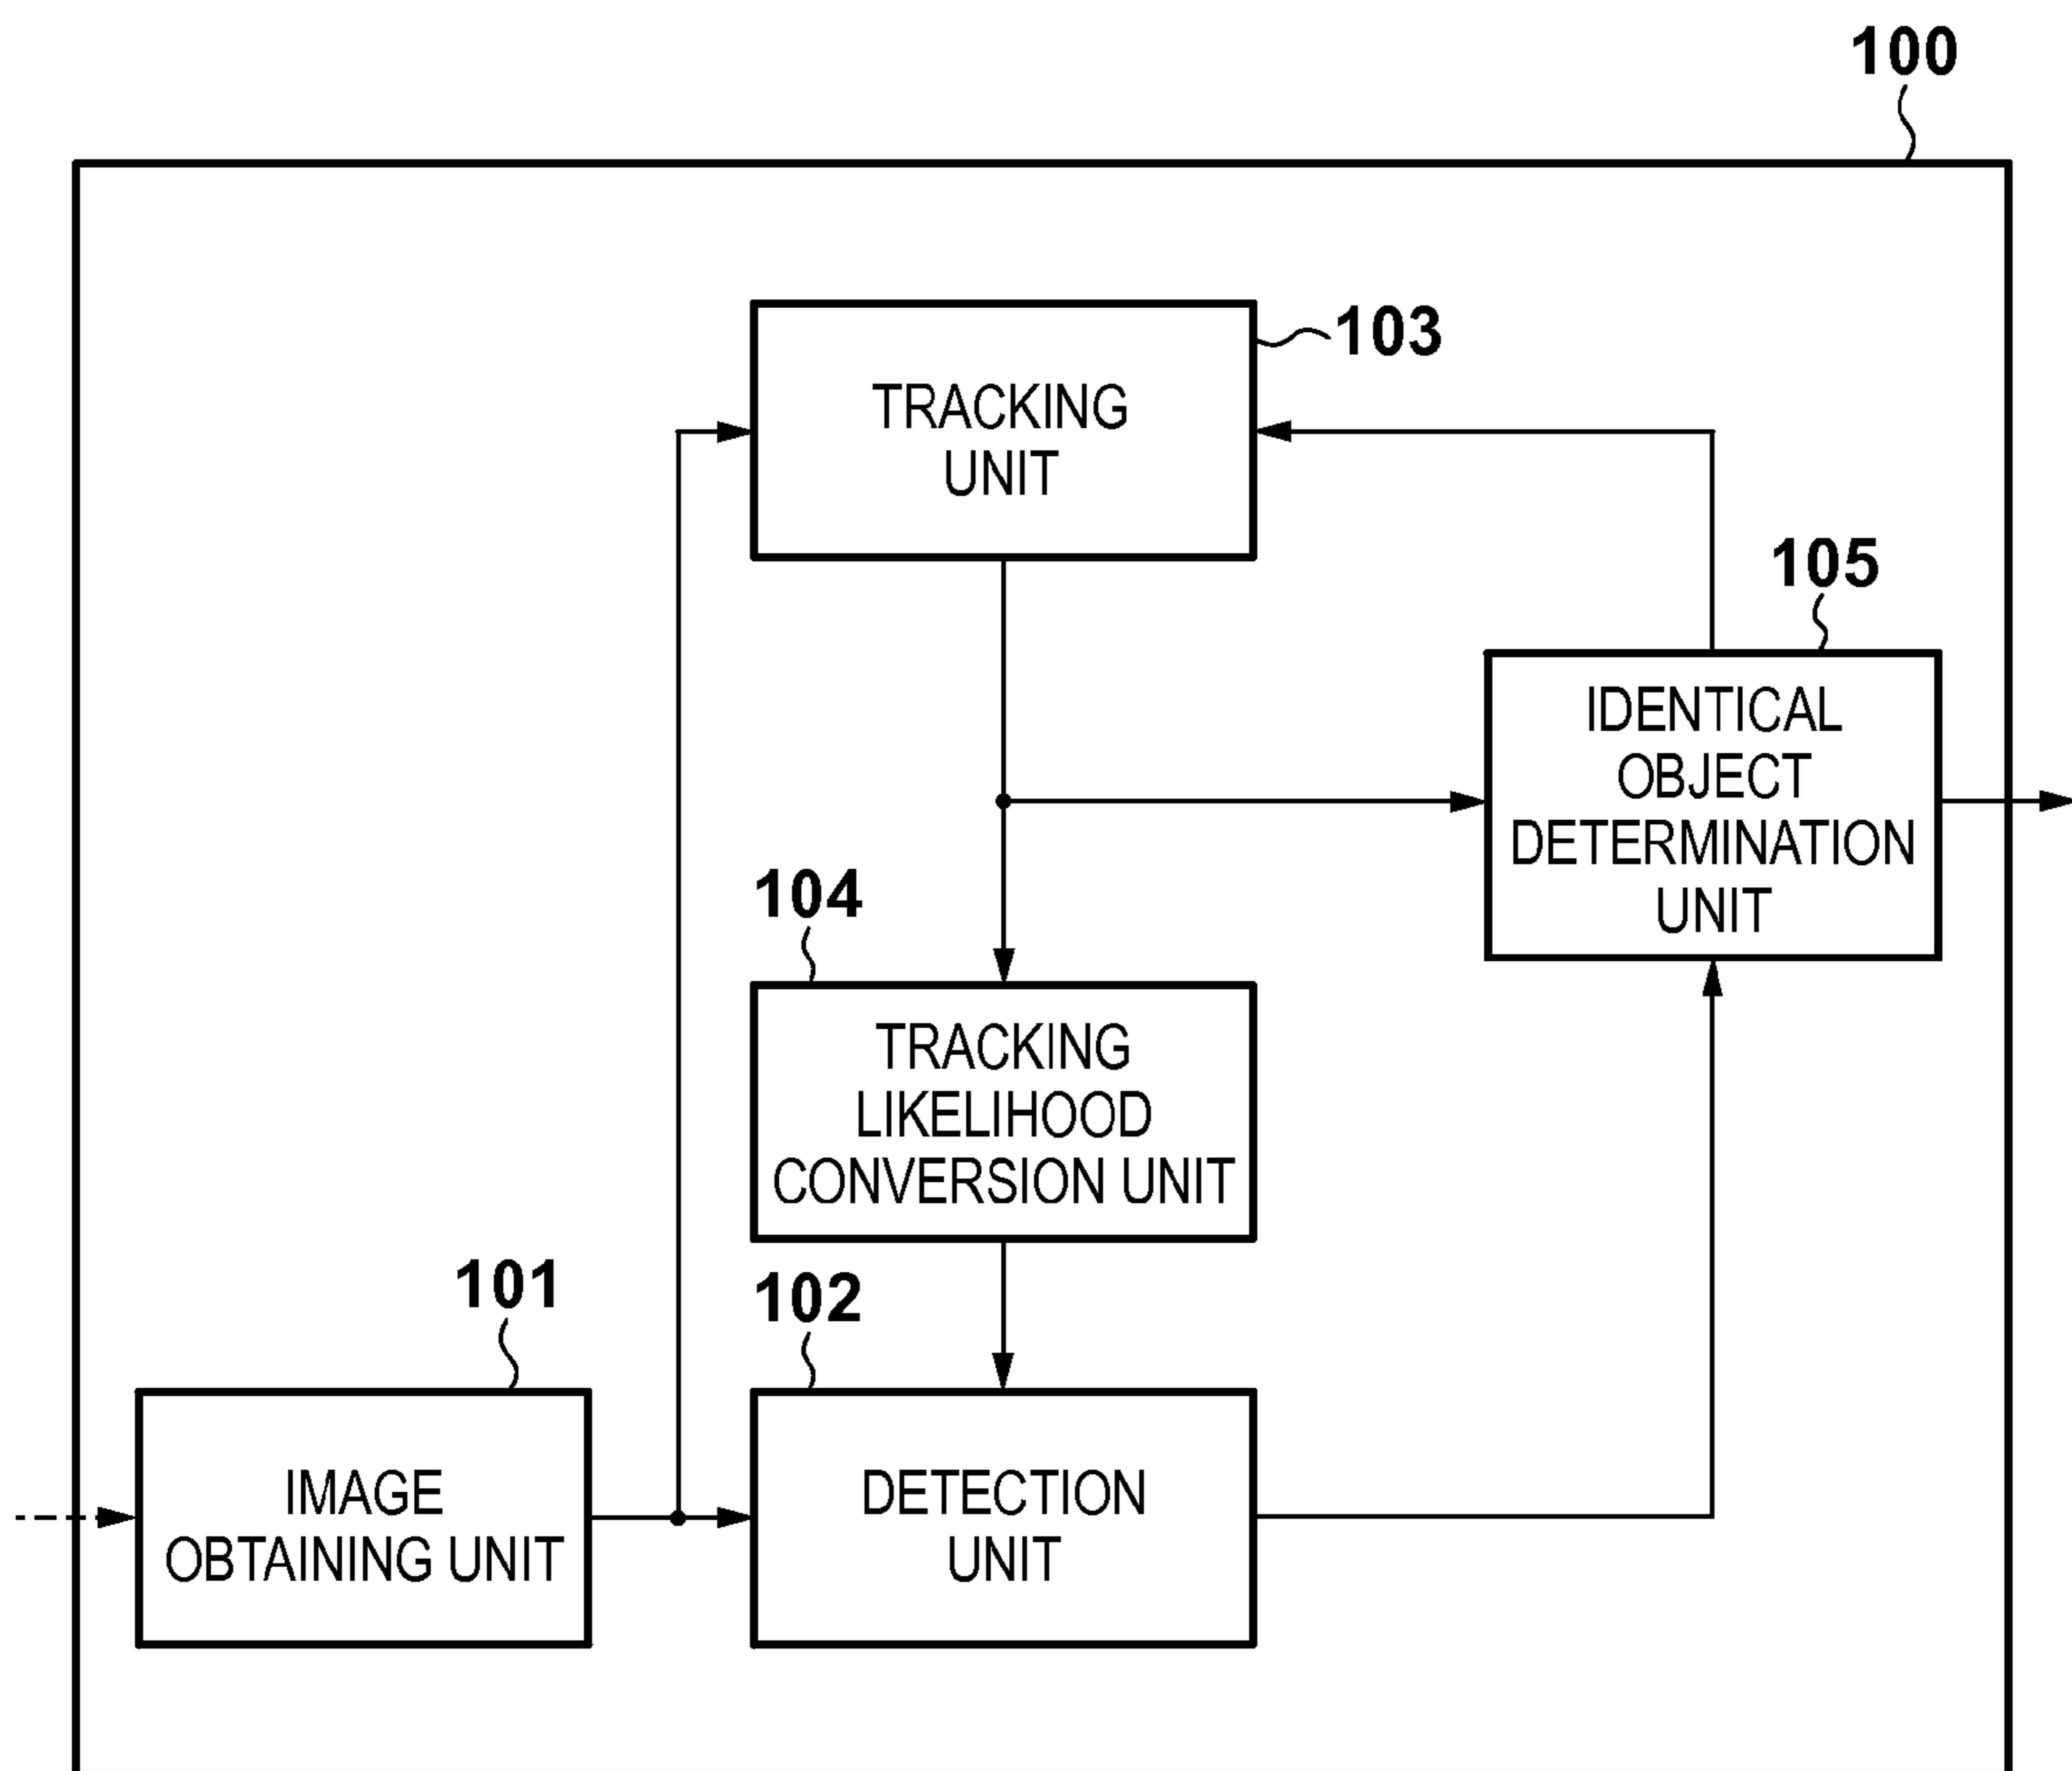 100
103
TRACKING
UNIT
105
IDENTICAL
OBJECT
DETERMINATION
UNIT
104
TRACKING
LIKELIHOOD
CONVERSION UNIT
101
102
IMAGE
OBTAINING UNIT
DETECTION
UNIT